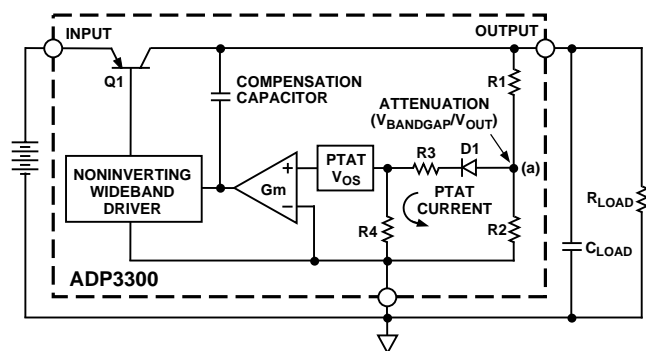 INPUT
OUTPUT
Q1
COMPENSATION
CAPACITOR
R1
ATTENUATION
(VBANDGAP/VOUT)
D1
R3
(a)
PTAT
VOS
NONINVERTING
WIDEBAND
DRIVER
Gm
+
−
PTAT
CURRENT
R4
R2
RLOAD
CLOAD
ADP3300